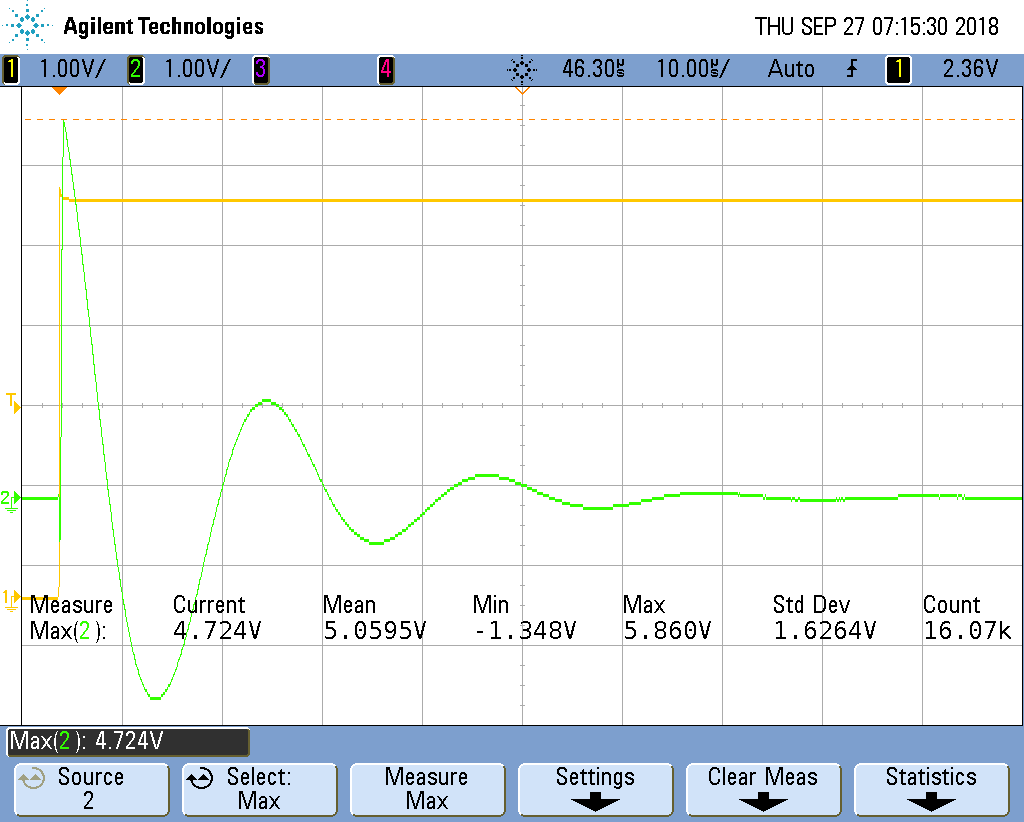 Agilent Technologies THU SEP 27 07:15:30 2018
1 1.00V/ 2 1.00V/ 3 4 46.30µs 10.00µs/ Auto 1 2.36V
T
2
1
Measure Current Mean Min Max Std Dev Count
Max(2): 4.724V 5.0595V -1.348V 5.860V 1.6264V 16.07k
Max(2): 4.724V
Source Select: Measure Settings Clear Meas Statistics
2 Max Max